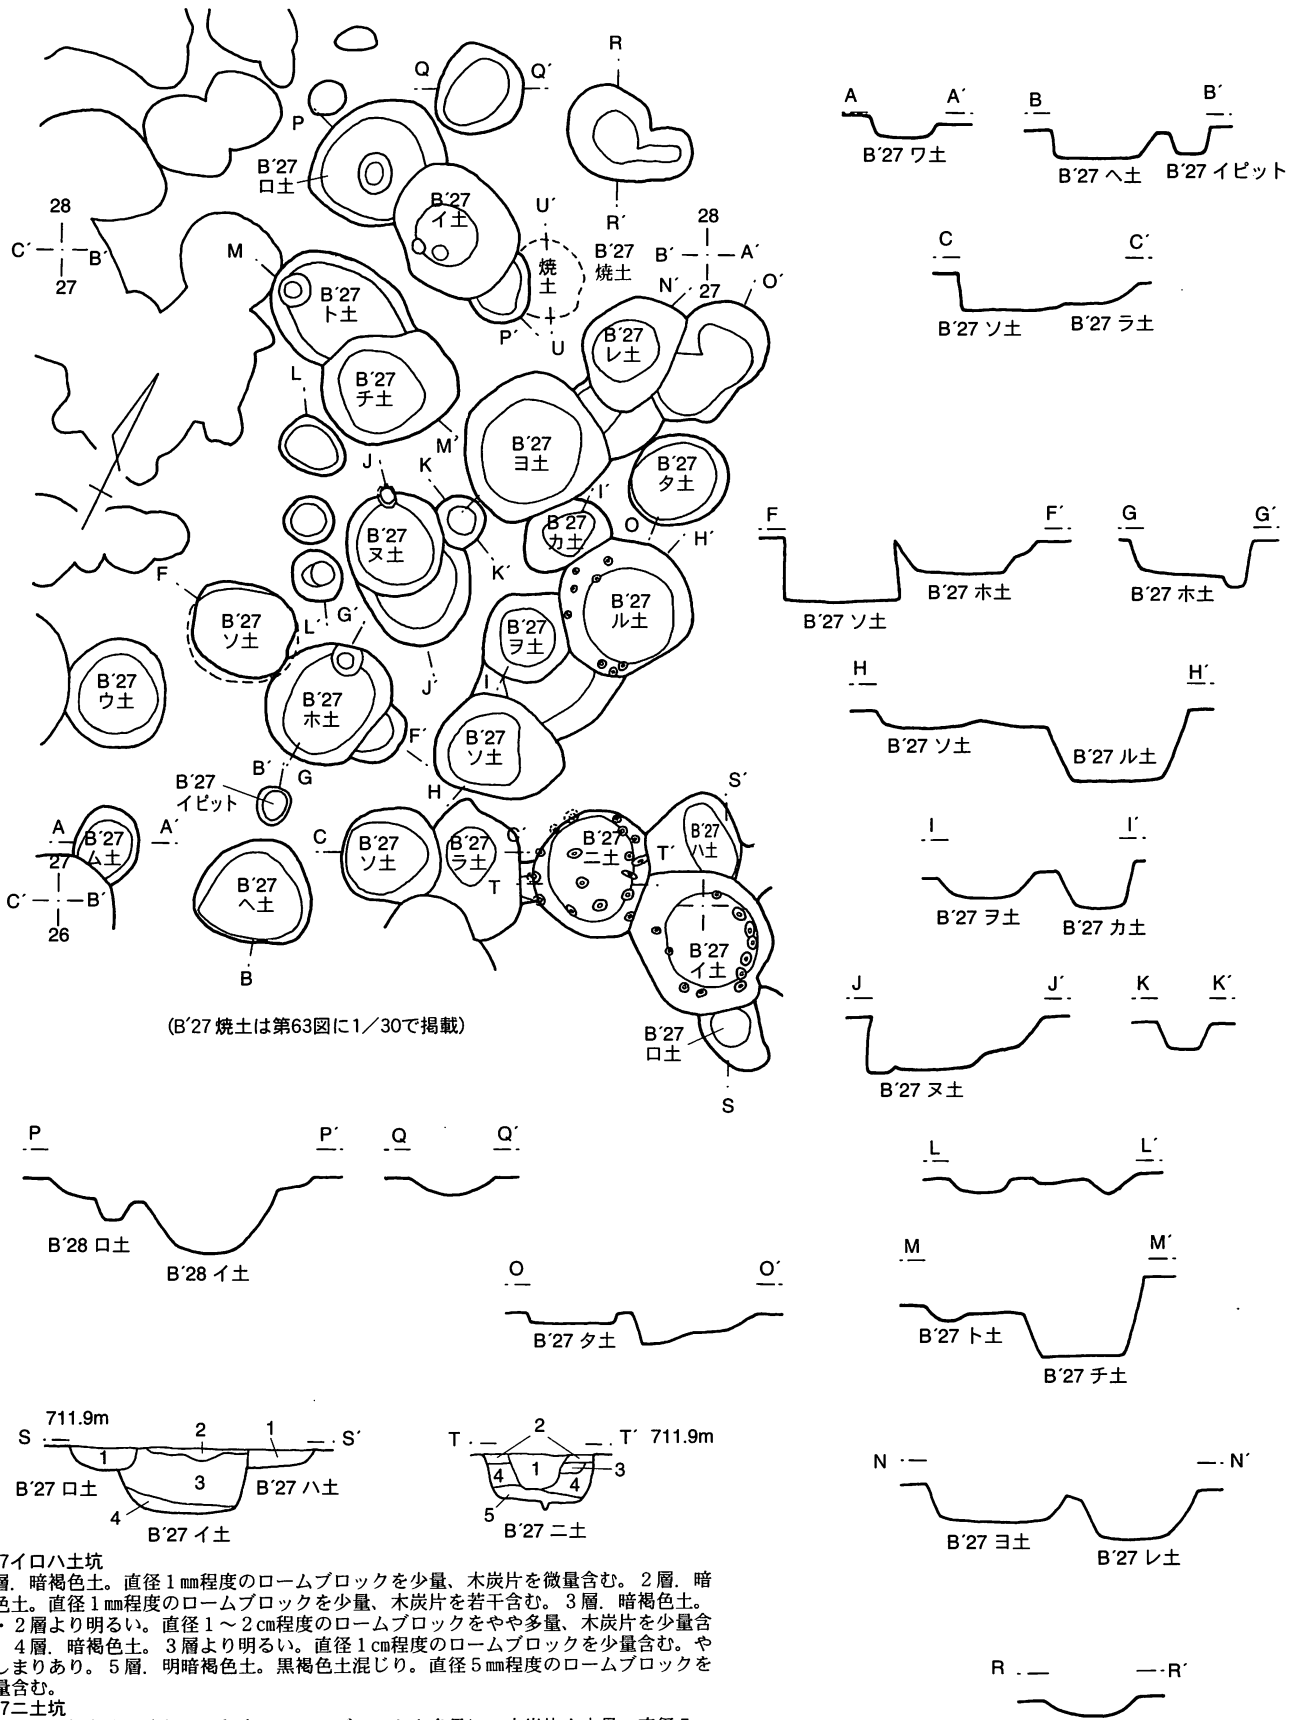 R
Q Q´
P
B´27
ロ土
B´27
イ土
28
C´ B´
27
M
U´
R´
焼
土
B´27
焼土
28
B´ A´
27
N´
O´
P´
U
B´27
ト土
B´27
レ土
L
B´27
チ土
M´
B´27
ヨ土
B´27
タ土
J
K
I´
O
H´
B´27
ヌ土
B´27
カ土
K´
F
B´27
ソ土
L´
G´
B´27
ヲ土
B´27
ル土
B´27
ウ土
I
J´
B´27
ホ土
F´
B´27
ソ土
B´
G
H
B´27
イピット
S´
A A´
B´27
ム土
27
C´ B´
26
B´27
ヘ土
B
C
B´27
ソ土
B´27
ラ土
C´
T
B´27
ニ土
T´
B´27
ハ土
B´27
イ土
B´27
ロ土
S
(B´27 焼土は第63図に1/30で掲載)
A A´
B´27 ワ土
B B´
B´27 ヘ土 B´27 イピット
C C´
B´27 ソ土 B´27 ラ土
F F´
B´27 ソ土
B´27 ホ土
G G´
B´27 ホ土
H H´
B´27 ソ土
B´27 ル土
I I´
B´27 ヲ土
B´27 カ土
J J´
B´27 ヌ土
K K´
L L´
M M´
B´27 ト土
B´27 チ土
P P´
B´28 ロ土
B´28 イ土
Q Q´
O O´
B´27 タ土
N N´
B´27 ヨ土
B´27 レ土
R R´
711.9m
S S´
1
2
1
3
4
B´27 ロ土
B´27 ハ土
B´27 イ土
T T´ 711.9m
2
1
3
4
4
5
B´27 ニ土
7イロハ土坑
層．暗褐色土。直径1㎜程度のロームブロックを少量、木炭片を微量含む。2層．暗
色土。直径1㎜程度のロームブロックを少量、木炭片を若干含む。3層．暗褐色土。
・2層より明るい。直径1～2㎝程度のロームブロックをやや多量、木炭片を少量含
4層．暗褐色土。3層より明るい。直径1㎝程度のロームブロックを少量含む。や
しまりあり。5層．明暗褐色土。黒褐色土混じり。直径5㎜程度のロームブロックを
量含む。
7ニ土坑